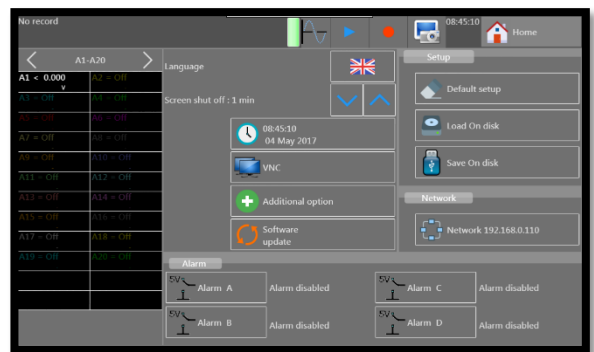 No record
08:45:10
Home
A1-A20
A1 < 0.000
v
A2 = Off
A3 = Off
A4 = Off
A5 = Off
A6 = Off
A7 = Off
A8 = Off
A9 = Off
A10 = Off
A11 = Off
A12 = Off
A13 = Off
A14 = Off
A15 = Off
A16 = Off
A17 = Off
A18 = Off
A19 = Off
A20 = Off
Language
Screen shut off : 1 min
08:45:10
04 May 2017
VNC
Additional option
Software
update
Setup
Default setup
Load On disk
Save On disk
Network
Network 192.168.0.110
Alarm
5V
Alarm A
Alarm disabled
5V
Alarm C
Alarm disabled
5V
Alarm B
Alarm disabled
5V
Alarm D
Alarm disabled